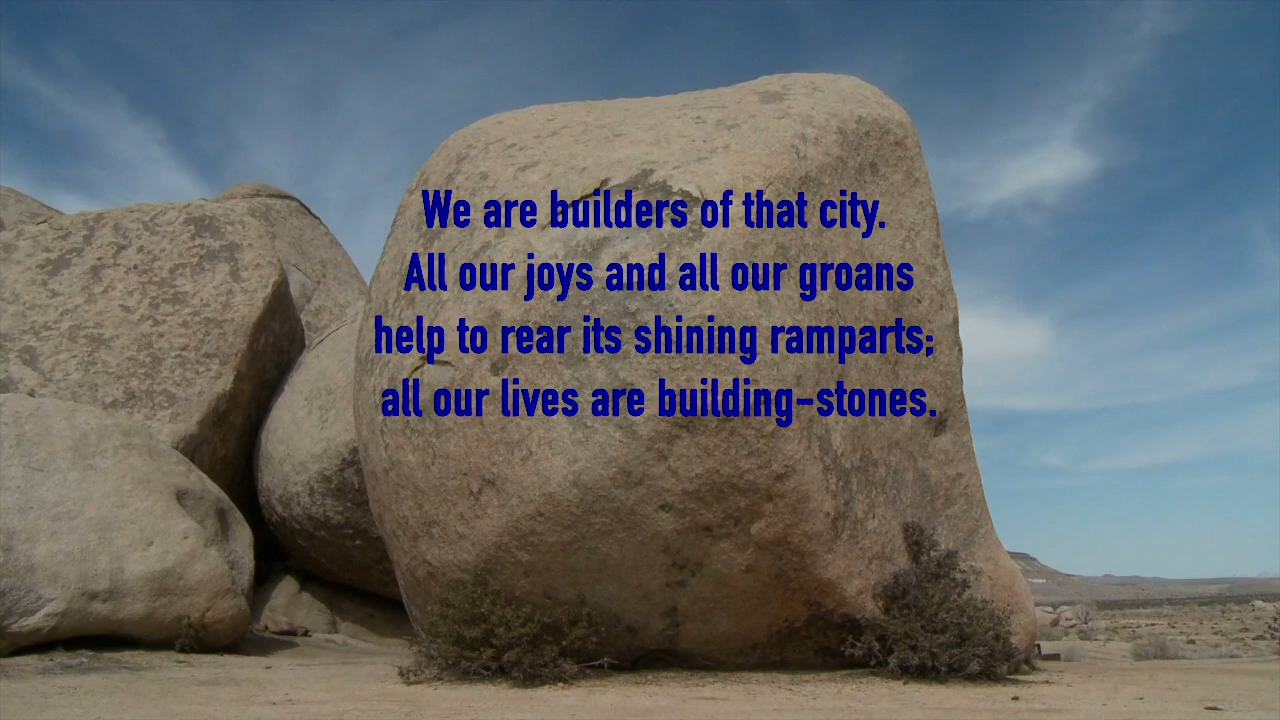 We are builders of that city.
All our joys and all our groans
help to rear its shining ramparts;
all our lives are building-stones.